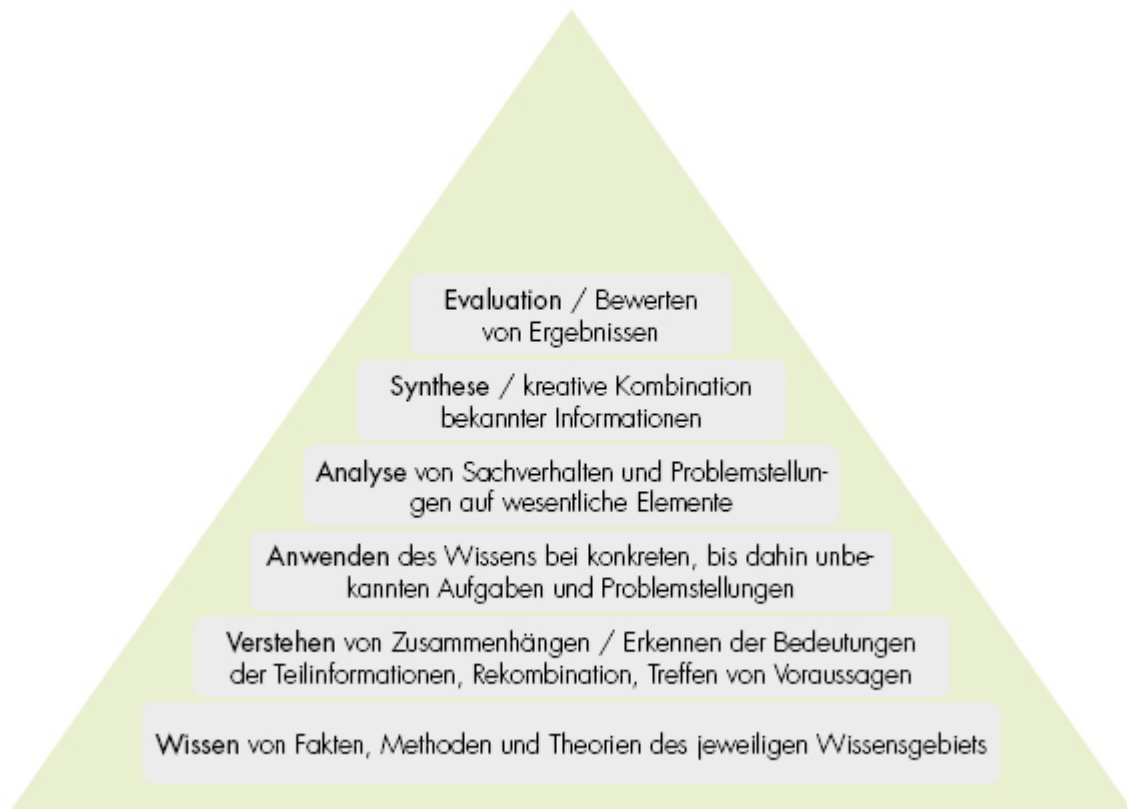 Evaluation / Bewerten
von Ergebnissen
Synthese / kreative Kombination
bekannter Informationen
Analyse von Sachverhalten und Problemstellun-
gen auf wesentliche Elemente
Anwenden des Wissens bei konkreten, bis dahin unbe-
kannten Aufgaben und Problemstellungen
Verstehen von Zusammenhängen / Erkennen der Bedeutungen
der Teilinformationen, Rekombination, Treffen von Voraussagen
Wissen von Fakten, Methoden und Theorien des jeweiligen Wissensgebiets